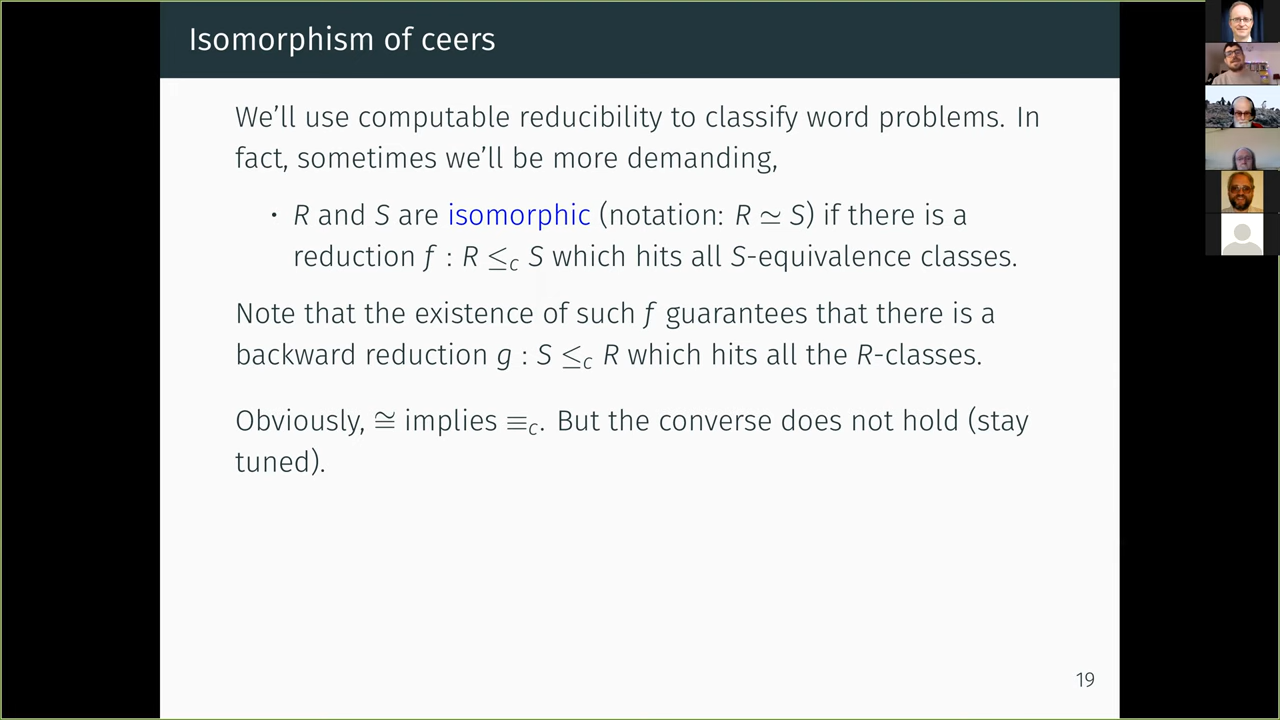 Isomorphism of ceers
We'll use computable reducibility to classify word problems. In
fact, sometimes we'll be more demanding,
• R and S are isomorphic (notation: R ≃ S) if there is a
reduction f : R ≤c S which hits all S-equivalence classes.
Note that the existence of such f guarantees that there is a
backward reduction g : S ≤c R which hits all the R-classes.
Obviously, ≅ implies ≡c. But the converse does not hold (stay
tuned).
19